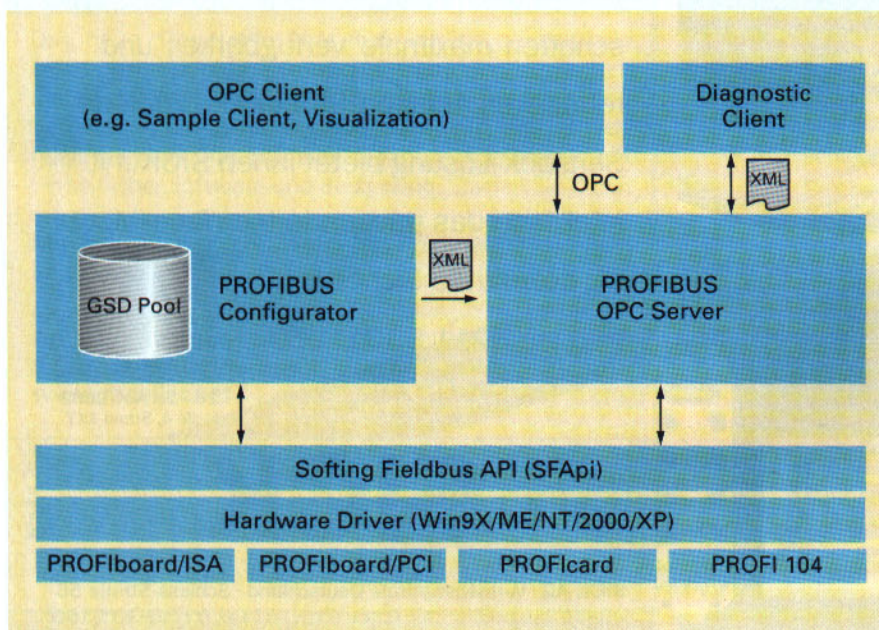 OPC Client
(e.g. Sample Client, Visualization)
Diagnostic
Client
OPC
XML
GSD Pool
PROFIBUS
Configurator
XML
PROFIBUS
OPC Server
Softing Fieldbus API (SFApi)
Hardware Driver (Win9X/ME/NT/2000/XP)
PROFIboard/ISA
PROFIboard/PCI
PROFIcard
PROFI 104